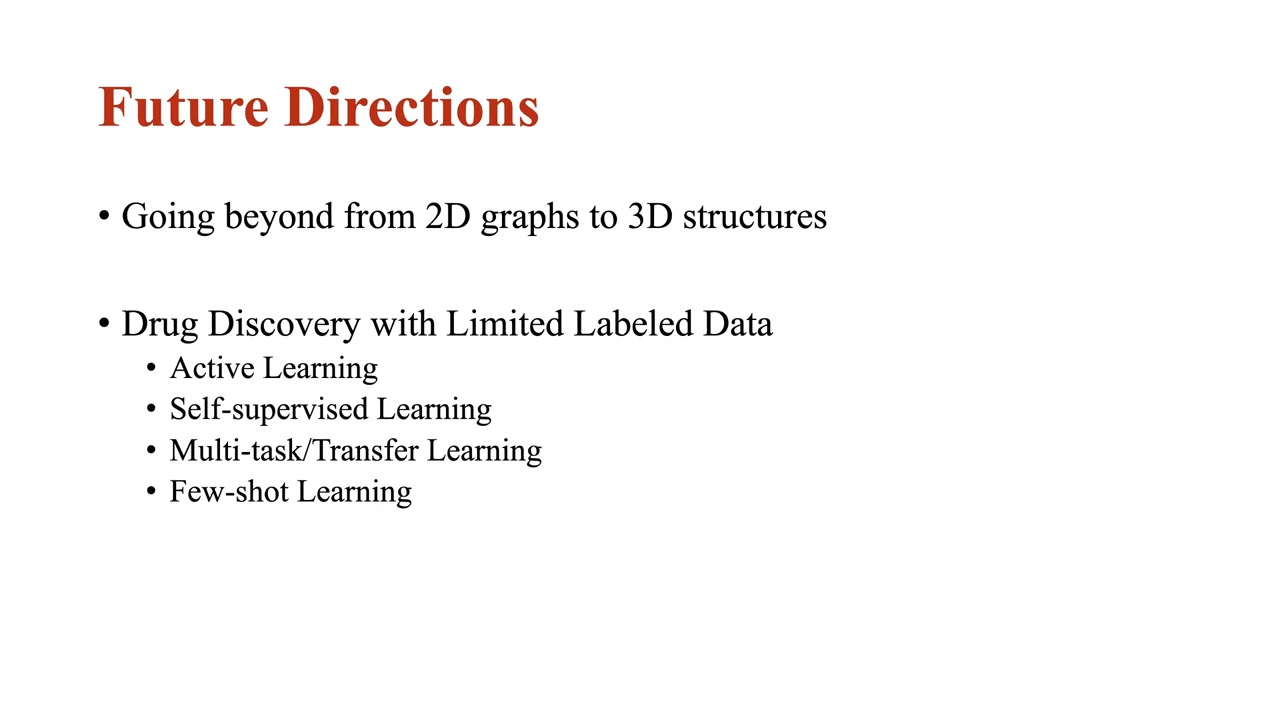 Future Directions
• Going beyond from 2D graphs to 3D structures
• Drug Discovery with Limited Labeled Data
• Active Learning
• Self-supervised Learning
• Multi-task/Transfer Learning
• Few-shot Learning